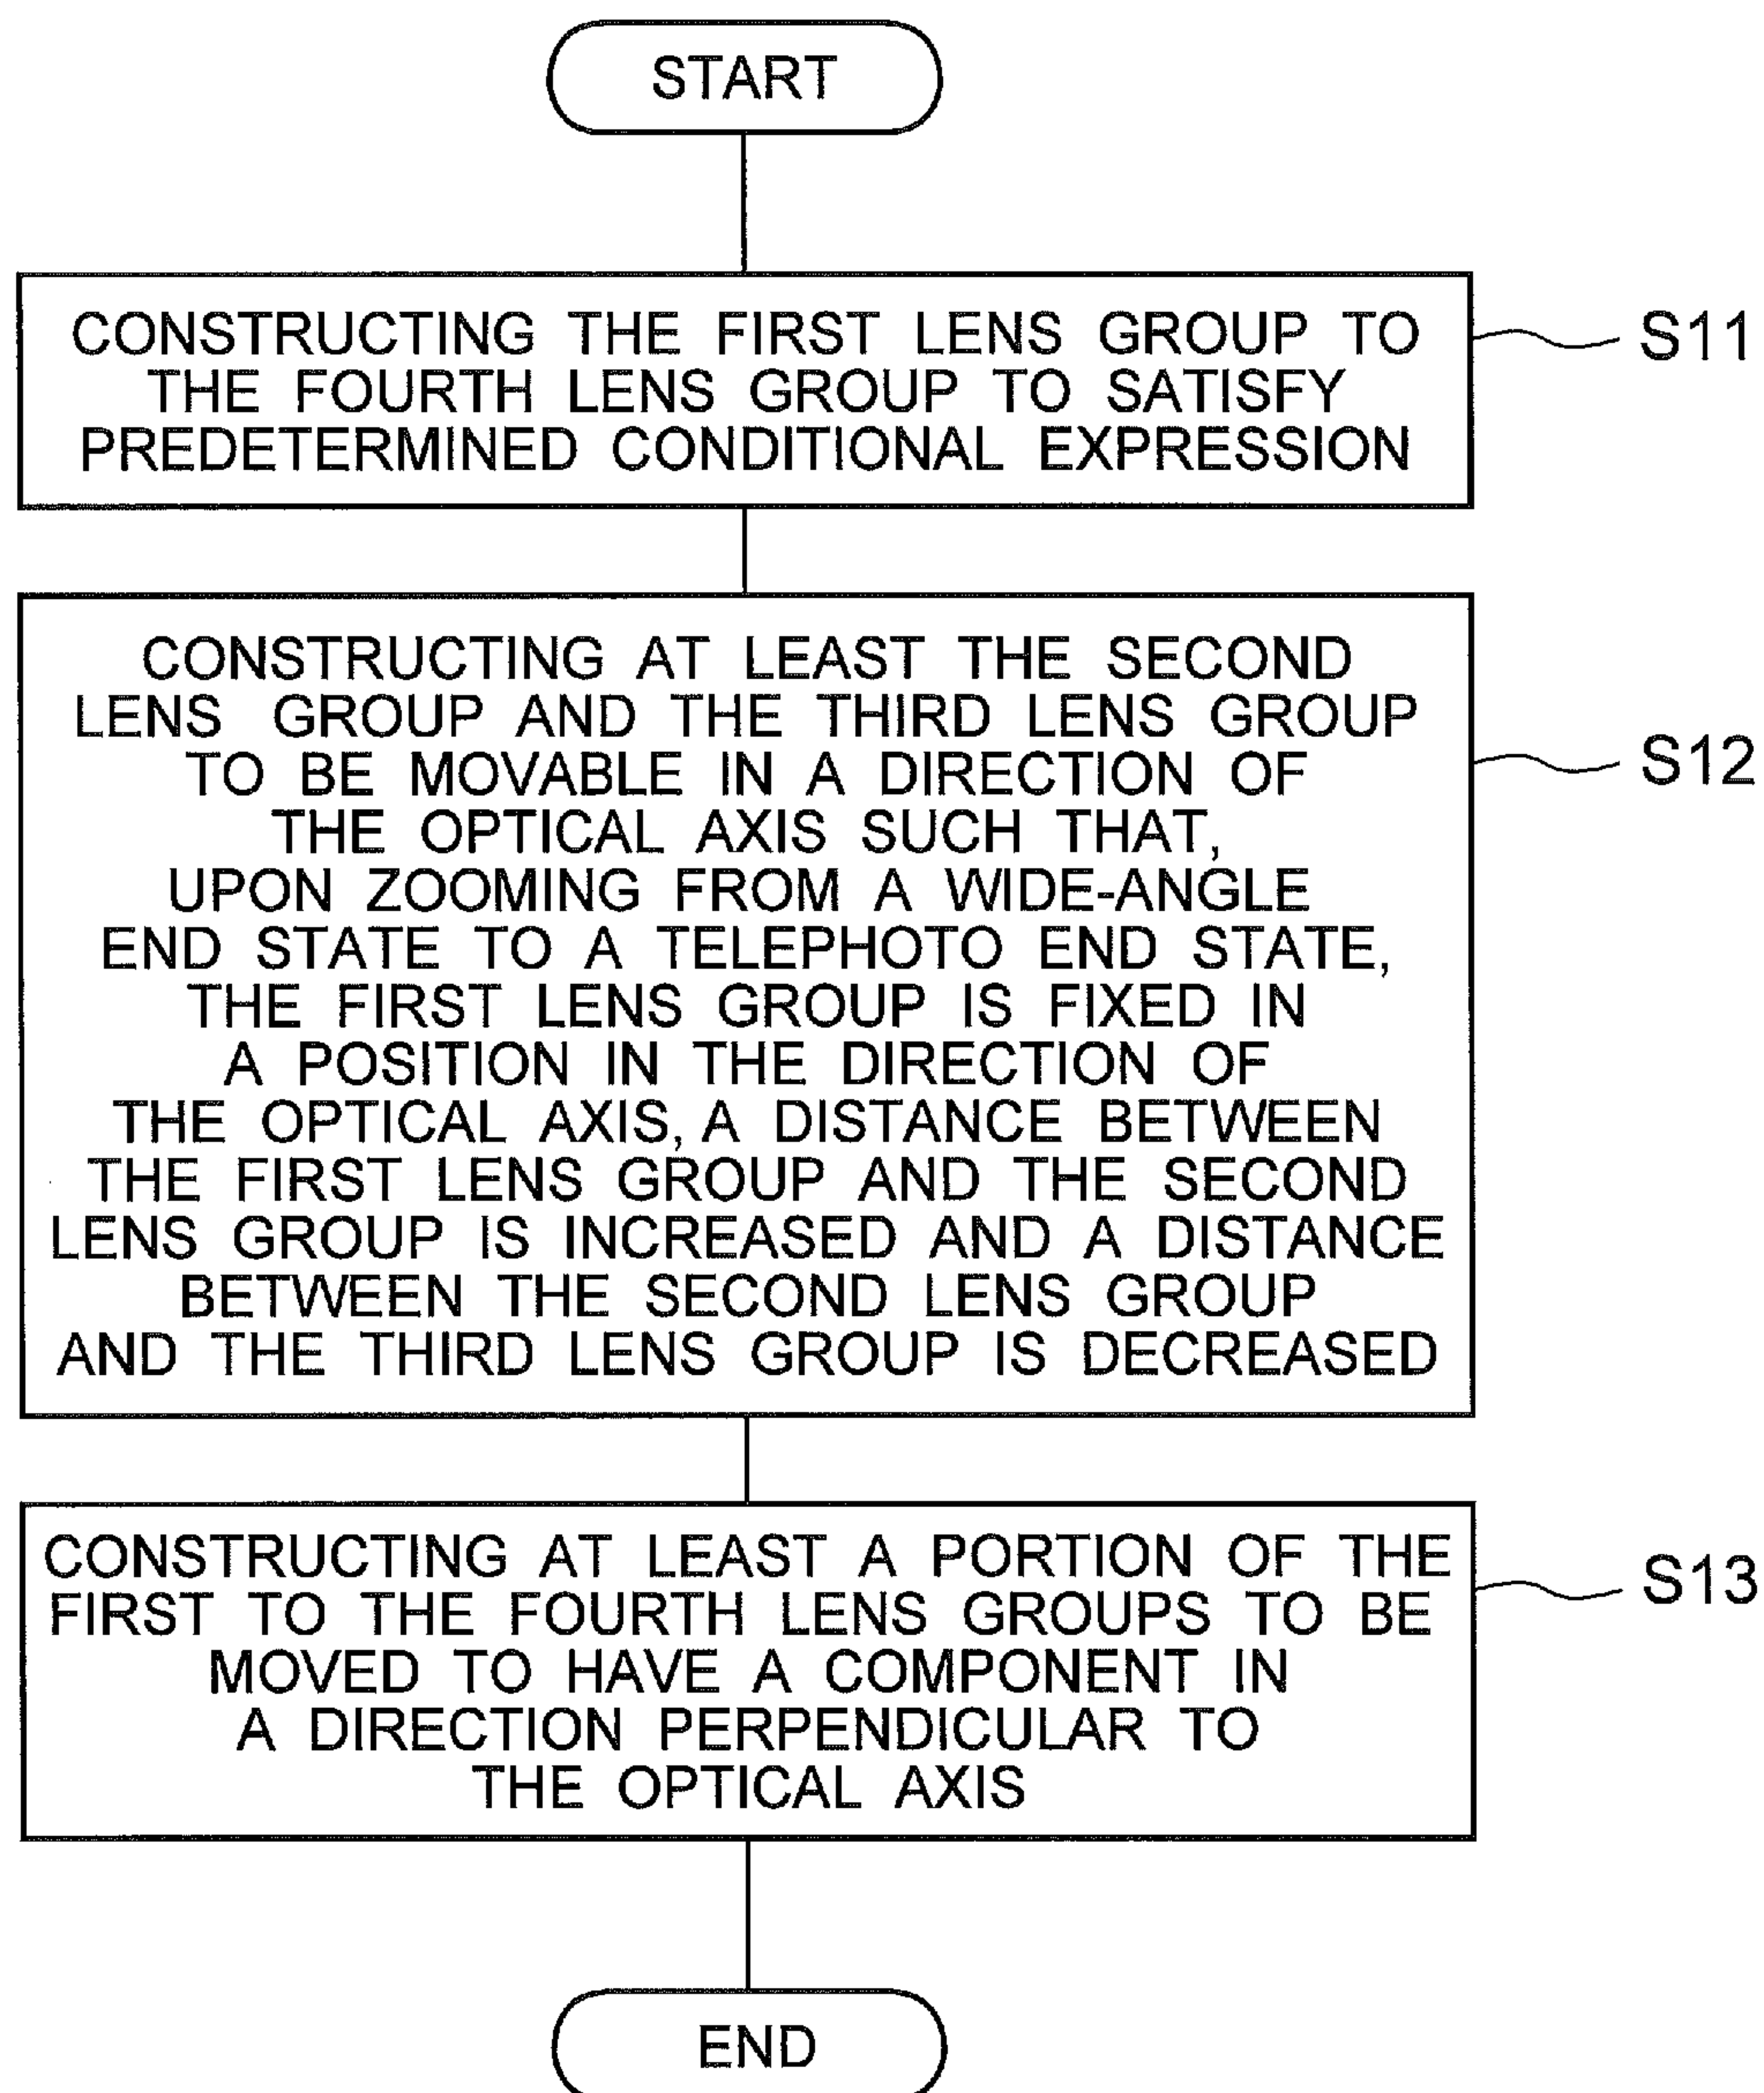 START
CONSTRUCTING THE FIRST LENS GROUP TO
THE FOURTH LENS GROUP TO SATISFY
PREDETERMINED CONDITIONAL EXPRESSION
S11
CONSTRUCTING AT LEAST THE SECOND
LENS GROUP AND THE THIRD LENS GROUP
TO BE MOVABLE IN A DIRECTION OF
THE OPTICAL AXIS SUCH THAT,
UPON ZOOMING FROM A WIDE-ANGLE
END STATE TO A TELEPHOTO END STATE,
THE FIRST LENS GROUP IS FIXED IN
A POSITION IN THE DIRECTION OF
THE OPTICAL AXIS, A DISTANCE BETWEEN
THE FIRST LENS GROUP AND THE SECOND
LENS GROUP IS INCREASED AND A DISTANCE
BETWEEN THE SECOND LENS GROUP
AND THE THIRD LENS GROUP IS DECREASED
S12
CONSTRUCTING AT LEAST A PORTION OF THE
FIRST TO THE FOURTH LENS GROUPS TO BE
MOVED TO HAVE A COMPONENT IN
A DIRECTION PERPENDICULAR TO
THE OPTICAL AXIS
S13
END